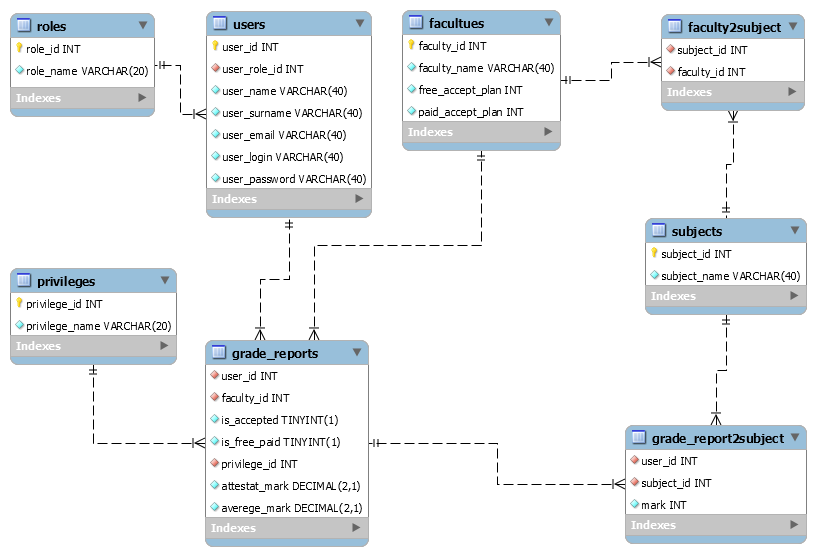 roles
role_id INT
role_name VARCHAR(20)
Indexes
users
user_id INT
user_role_id INT
user_name VARCHAR(40)
user_surname VARCHAR(40)
user_email VARCHAR(40)
user_login VARCHAR(40)
user_password VARCHAR(40)
Indexes
facultues
faculty_id INT
faculty_name VARCHAR(40)
free_accept_plan INT
paid_accept_plan INT
Indexes
faculty2subject
subject_id INT
faculty_id INT
Indexes
subjects
subject_id INT
subject_name VARCHAR(40)
Indexes
privileges
privilege_id INT
privilege_name VARCHAR(20)
Indexes
grade_reports
user_id INT
faculty_id INT
is_accepted TINYINT(1)
is_free_paid TINYINT(1)
privilege_id INT
attestat_mark DECIMAL(2,1)
averege_mark DECIMAL(2,1)
Indexes
grade_report2subject
user_id INT
subject_id INT
mark INT
Indexes